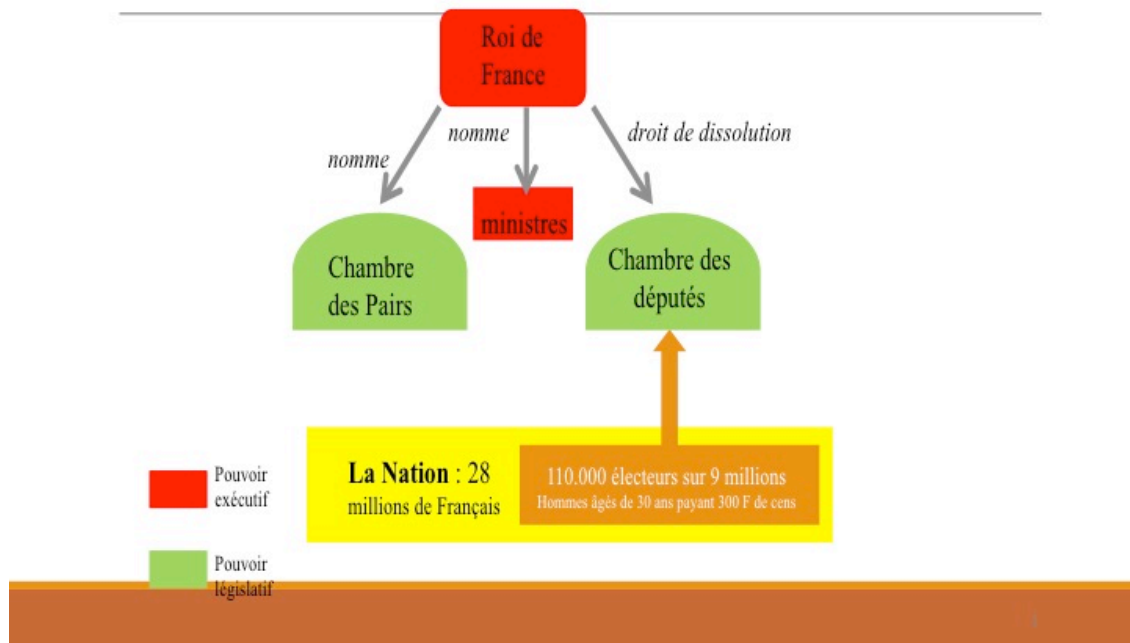 Roi de
France
nomme
nomme
droit de dissolution
ministres
Chambre
des Pairs
Chambre des
députés
La Nation : 28
millions de Français
110.000 électeurs sur 9 millions
Hommes âgés de 30 ans payant 300 F de cens
Pouvoir
exécutif
Pouvoir
législatif